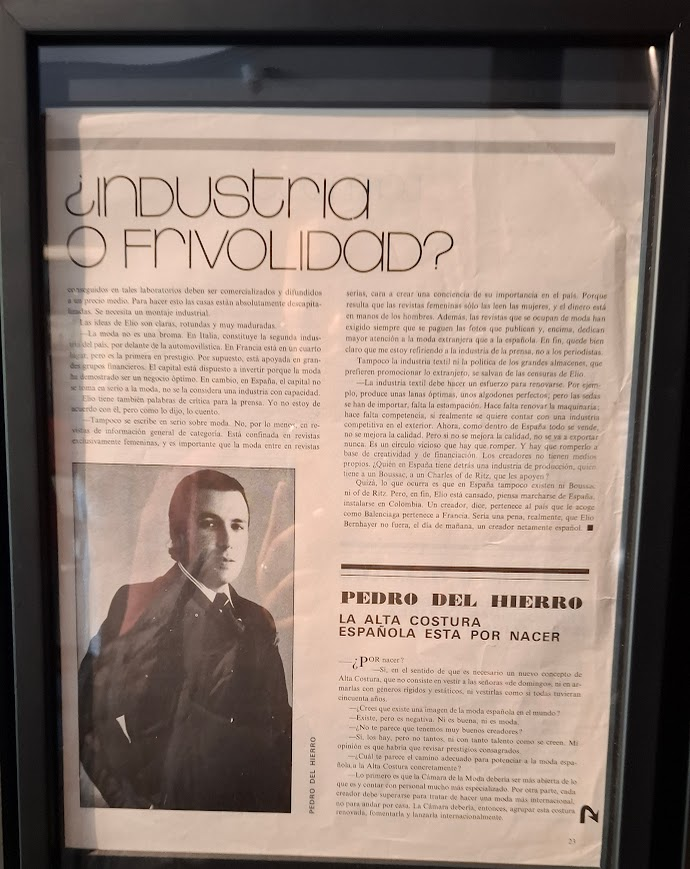 ¿INDUSTRIA
O FRIVOLIDAD?
conseguidos en tales laboratorios deben ser comercializados y difundidos
a un precio medio. Para hacer esto las casas están absolutamente descapita-
lizadas. Se necesita un montaje industrial.
Las ideas de Elio son claras, rotundas y muy maduradas.
—La moda no es una broma. En Italia, constituye la segunda indus-
tria del país, por delante de la automovilística. En Francia está en un cuarto
lugar, pero es la primera en prestigio. Por supuesto, está apoyada en gran-
des grupos financieros. El capital está dispuesto a invertir porque la moda
ha demostrado ser un negocio óptimo. En cambio, en España, el capital no
se toma en serio a la moda, no se la considera una industria con capacidad.
Elio tiene también palabras de crítica para la prensa. Yo no estoy de
acuerdo con él, pero como lo dijo, lo cuento.
—Tampoco se escribe en serio sobre moda. No, por lo menos, en re-
vistas de información general de categoría. Está confinada en revistas
exclusivamente femeninas, y es importante que la moda entre en revistas
serias, cara a crear una conciencia de su importancia en el país. Porque
resulta que las revistas femeninas sólo las leen las mujeres, y el dinero está
en manos de los hombres. Además, las revistas que se ocupan de moda han
exigido siempre que se paguen las fotos que publican y, encima, dedican
mayor atención a la moda extranjera que a la española. En fin, quede bien
claro que me estoy refiriendo a la industria de la prensa, no a los periodistas.
Tampoco la industria textil ni la política de los grandes almacenes, que
prefieren promocionar lo extranjero, se salvan de las censuras de Elio.
—La industria textil debe hacer un esfuerzo para renovarse. Por ejem-
plo, produce unas lanas óptimas, unos algodones perfectos; pero las sedas
se han de importar, falta la estampación. Hace falta renovar la maquinaria;
hace falta competencia, si realmente se quiere contar con una industria
competitiva en el exterior. Ahora, como dentro de España todo se vende,
no se mejora la calidad. Pero si no se mejora la calidad, no se va a exportar
nunca. Es un círculo vicioso que hay que romper. Y hay que romperlo a
base de creatividad y de financiación. Los creadores no tienen medios
propios. ¿Quién en España tiene detrás una industria de producción, quién
tiene a un Boussac, a un Charles of de Ritz, que les apoyen?
Quizá, lo que ocurra es que en España tampoco existen ni Boussac
ni of de Ritz. Pero, en fin, Elio está cansado, piensa marcharse de España,
instalarse en Colombia. Un creador, dice, pertenece al país que le acoge
como Balenciaga pertenece a Francia. Sería una pena, realmente, que Elio
Bernhayer no fuera, el día de mañana, un creador netamente español.
PEDRO DEL HIERRO
PEDRO DEL HIERRO
LA ALTA COSTURA
ESPAÑOLA ESTA POR NACER
—¿POR nacer?
—Sí, en el sentido de que es necesario un nuevo concepto de
Alta Costura, que no consiste en vestir a las señoras «de domingo», ni en ar-
marlas con géneros rígidos y estáticos, ni vestirlas como si todas tuvieran
cincuenta años.
—¿Crees que existe una imagen de la moda española en el mundo?
—Existe, pero es negativa. Ni es buena, ni es moda.
—¿No te parece que tenemos muy buenos creadores?
—Sí, los hay, pero no tantos, ni con tanto talento como se creen. Mi
opinión es que habría que revisar prestigios consagrados.
—¿Cuál te parece el camino adecuado para potenciar a la moda espa-
ñola, a la Alta Costura concretamente?
—Lo primero es que la Cámara de la Moda debería ser más abierta de lo
que es y contar con personal mucho más especializado. Por otra parte, cada
creador debe superarse para tratar de hacer una moda más internacional,
no para andar por casa. La Cámara debería, entonces, agrupar esta costura
renovada, fomentarla y lanzarla internacionalmente.
23